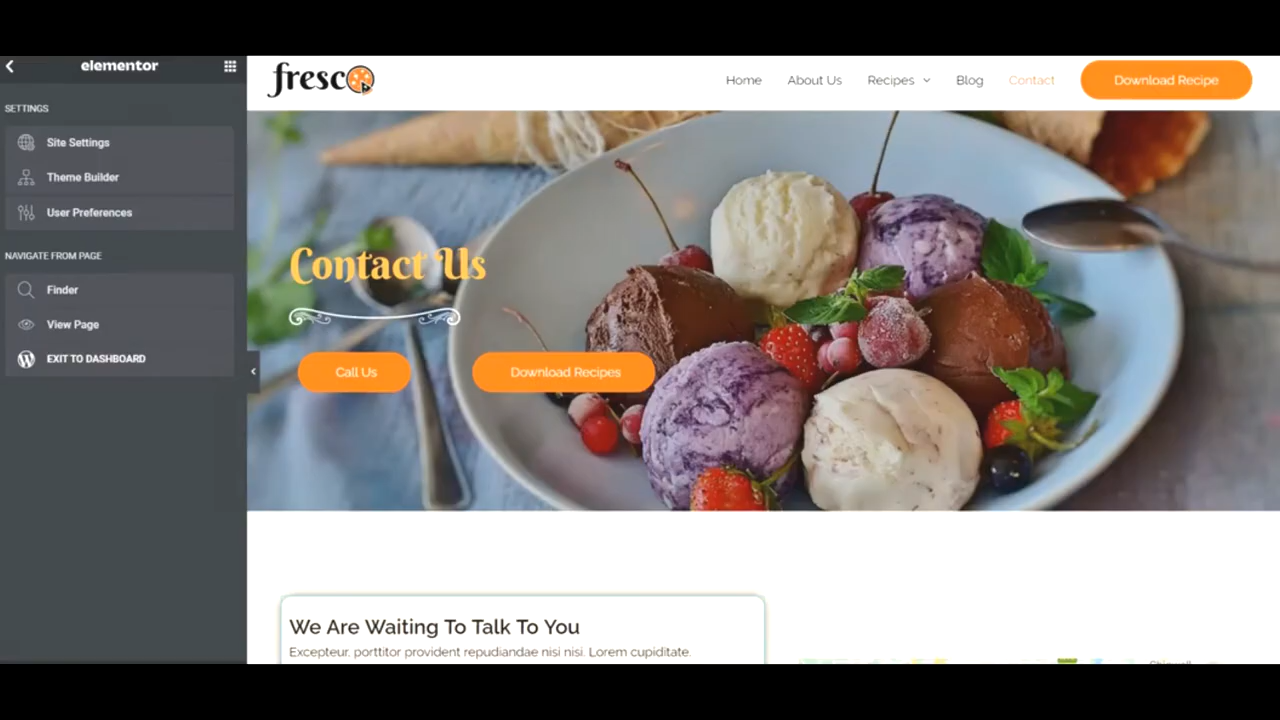 elementor
SETTINGS
Site Settings
Theme Builder
User Preferences
NAVIGATE FROM PAGE
Finder
View Page
EXIT TO DASHBOARD
fresco
Home About Us Recipes Blog Contact Download Recipe
Contact Us
Call Us Download Recipes
We Are Waiting To Talk To You
Excepteur. porttitor provident repudiandae nisi nisi. Lorem cupiditate.